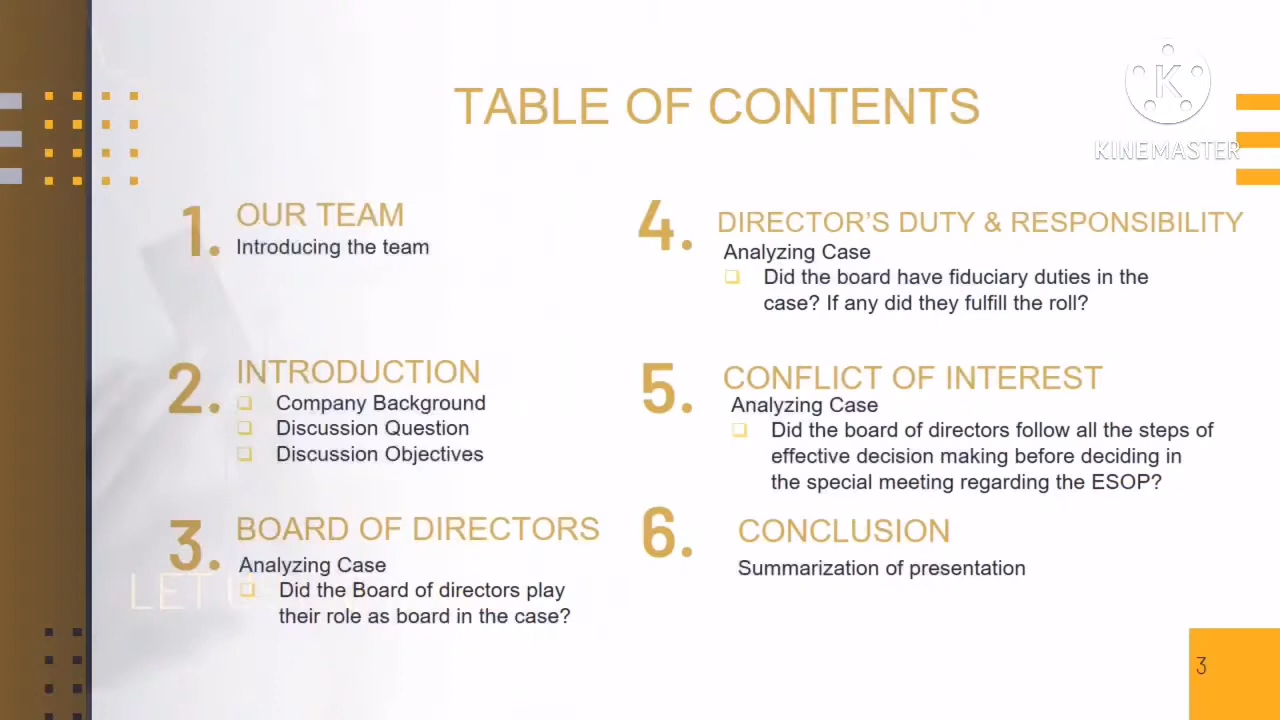 TABLE OF CONTENTS
K
KINEMASTER
1.
OUR TEAM
Introducing the team
2.
INTRODUCTION
❑ Company Background
❑ Discussion Question
❑ Discussion Objectives
3.
BOARD OF DIRECTORS
Analyzing Case
❑ Did the Board of directors play
their role as board in the case?
LET
4.
DIRECTOR’S DUTY & RESPONSIBILITY
Analyzing Case
❑ Did the board have fiduciary duties in the
case? If any did they fulfill the roll?
5.
CONFLICT OF INTEREST
Analyzing Case
❑ Did the board of directors follow all the steps of
effective decision making before deciding in
the special meeting regarding the ESOP?
6.
CONCLUSION
Summarization of presentation
3